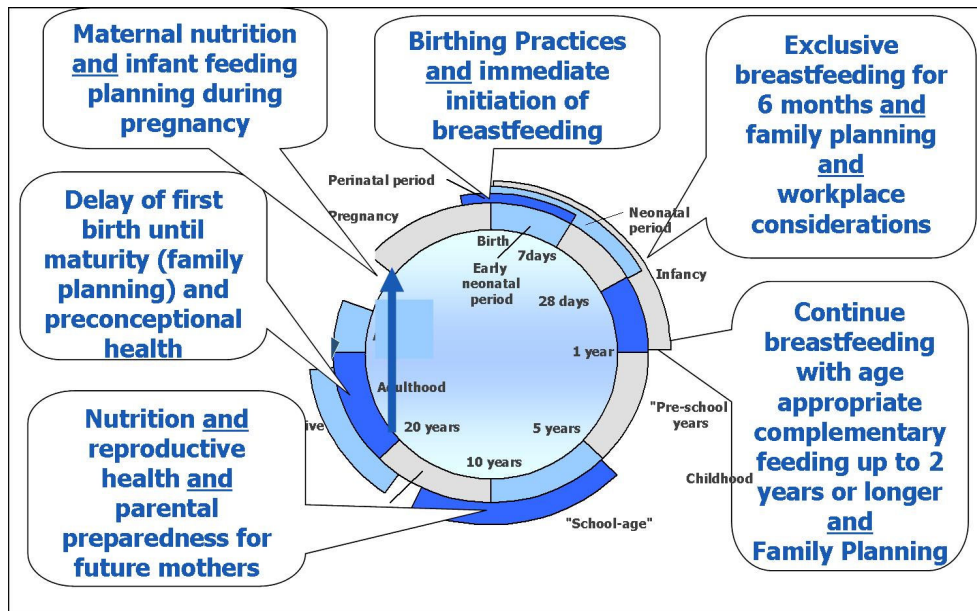 Maternal nutrition
and infant feeding
planning during
pregnancy
Birthing Practices
and immediate
initiation of
breastfeeding
Exclusive
breastfeeding for
6 months and
family planning
and
workplace
considerations
Delay of first
birth until
maturity (family
planning) and
preconceptional
health
Nutrition and
reproductive
health and
parental
preparedness for
future mothers
Continue
breastfeeding
with age
appropriate
complementary
feeding up to 2
years or longer
and
Family Planning
Perinatal period
Pregnancy
Birth
7days
Early
neonatal
period
Neonatal
period
Infancy
28 days
1 year
"Pre-school
years
5 years
Childhood
10 years
"School-age"
20 years
Adulthood